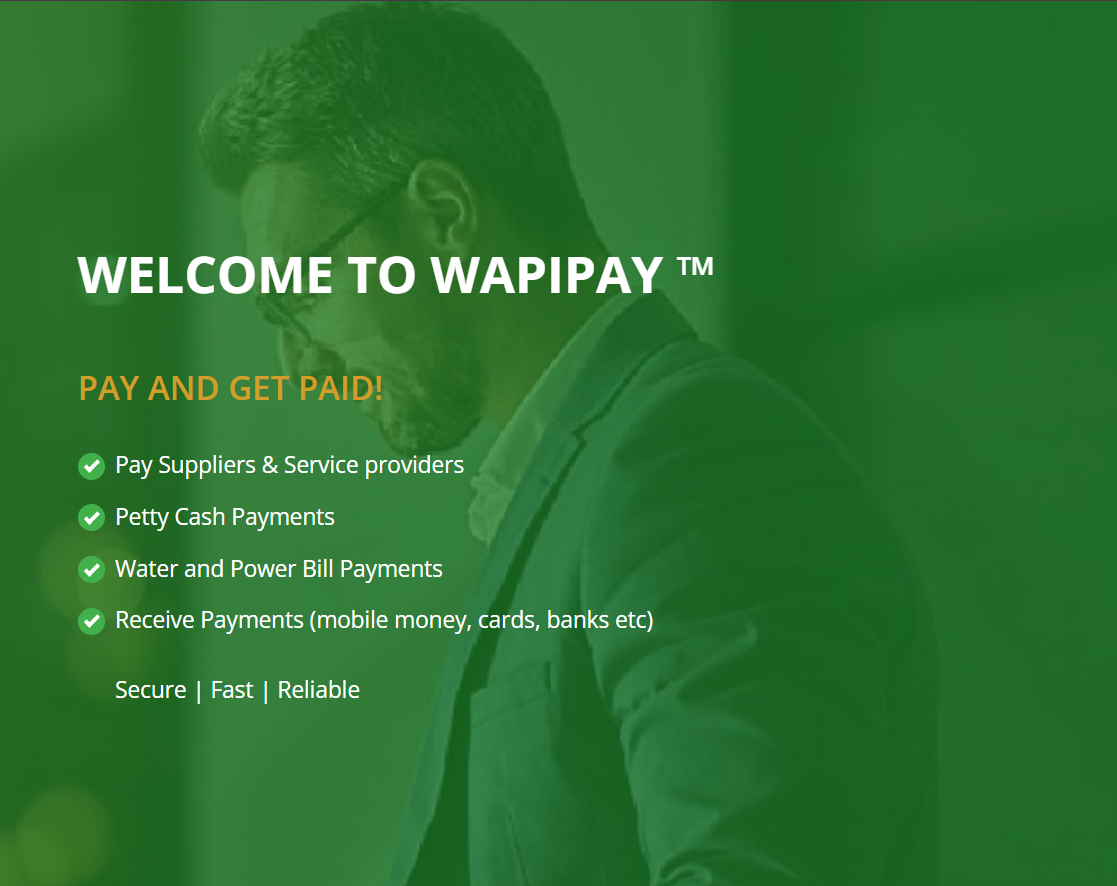 WELCOME TO WAPIPAY ™
PAY AND GET PAID!
Pay Suppliers & Service providers
Petty Cash Payments
Water and Power Bill Payments
Receive Payments (mobile money, cards, banks etc)
Secure | Fast | Reliable